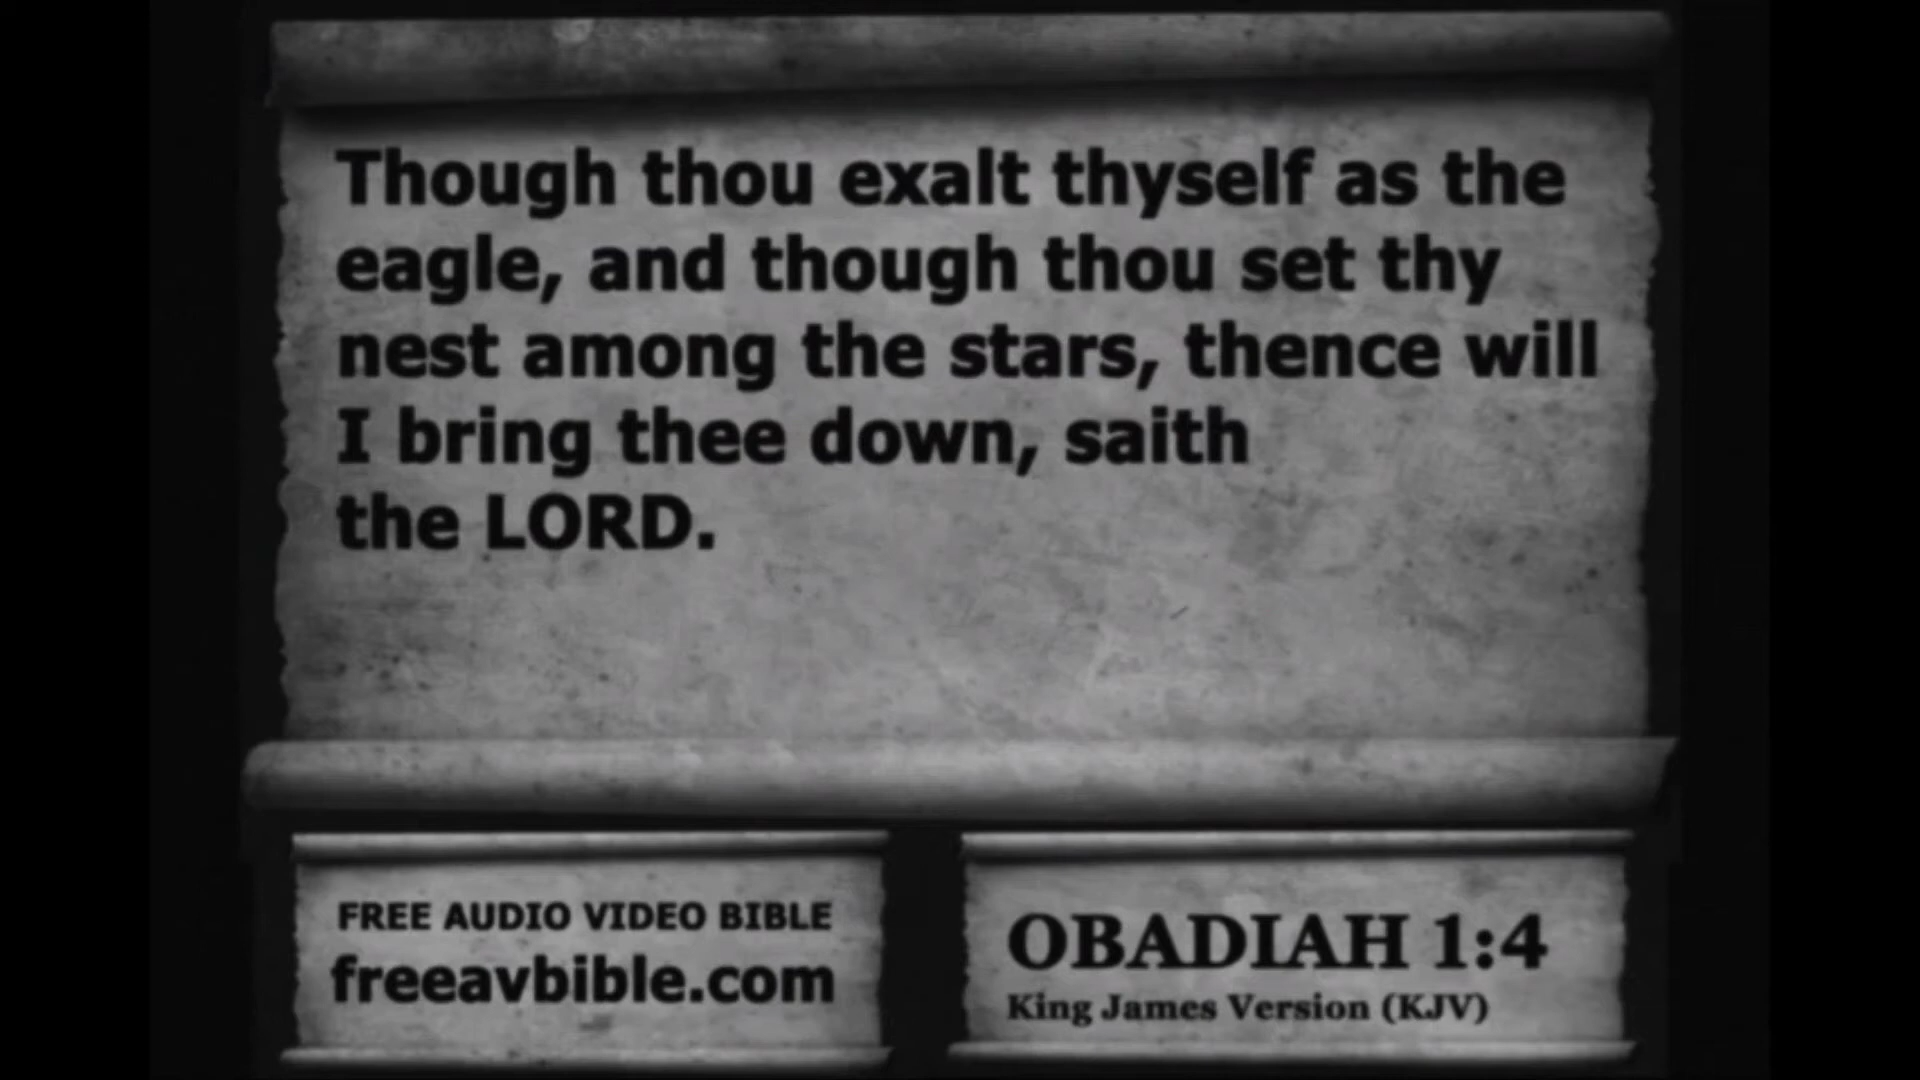 Though thou exalt thyself as the
eagle, and though thou set thy
nest among the stars, thence will
I bring thee down, saith
the LORD.
FREE AUDIO VIDEO BIBLE
freeavbible.com
OBADIAH 1:4
King James Version (KJV)